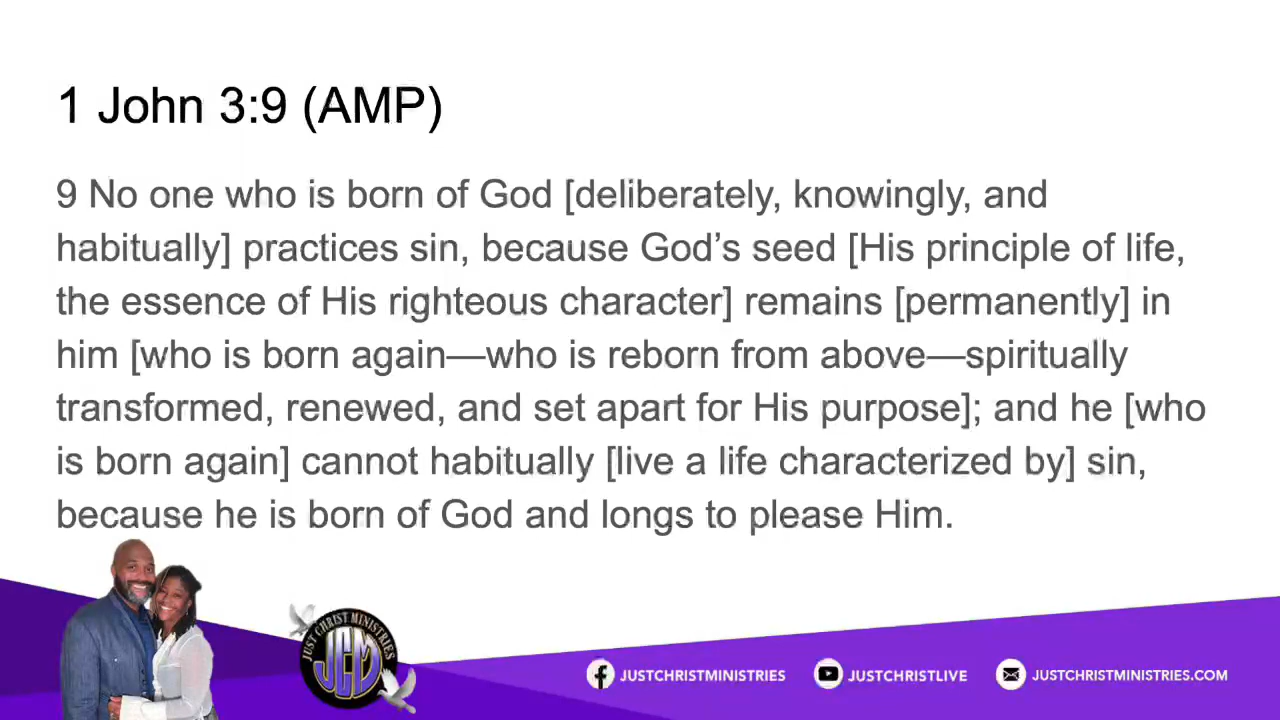 1 John 3:9 (AMP)
9 No one who is born of God [deliberately, knowingly, and
habitually] practices sin, because God’s seed [His principle of life,
the essence of His righteous character] remains [permanently] in
him [who is born again—who is reborn from above—spiritually
transformed, renewed, and set apart for His purpose]; and he [who
is born again] cannot habitually [live a life characterized by] sin,
because he is born of God and longs to please Him.
JUST CHRIST MINISTRIES
JCM
JUSTCHRISTMINISTRIES
JUSTCHRISTLIVE
JUSTCHRISTMINISTRIES.COM